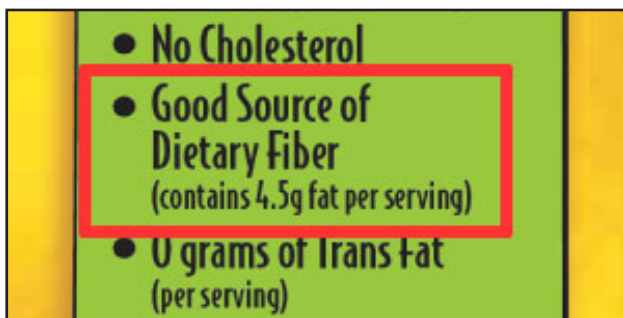 • No Cholesterol
• Good Source of
Dietary Fiber
(contains 4.5g fat per serving)
• 0 grams of Trans Fat
(per serving)